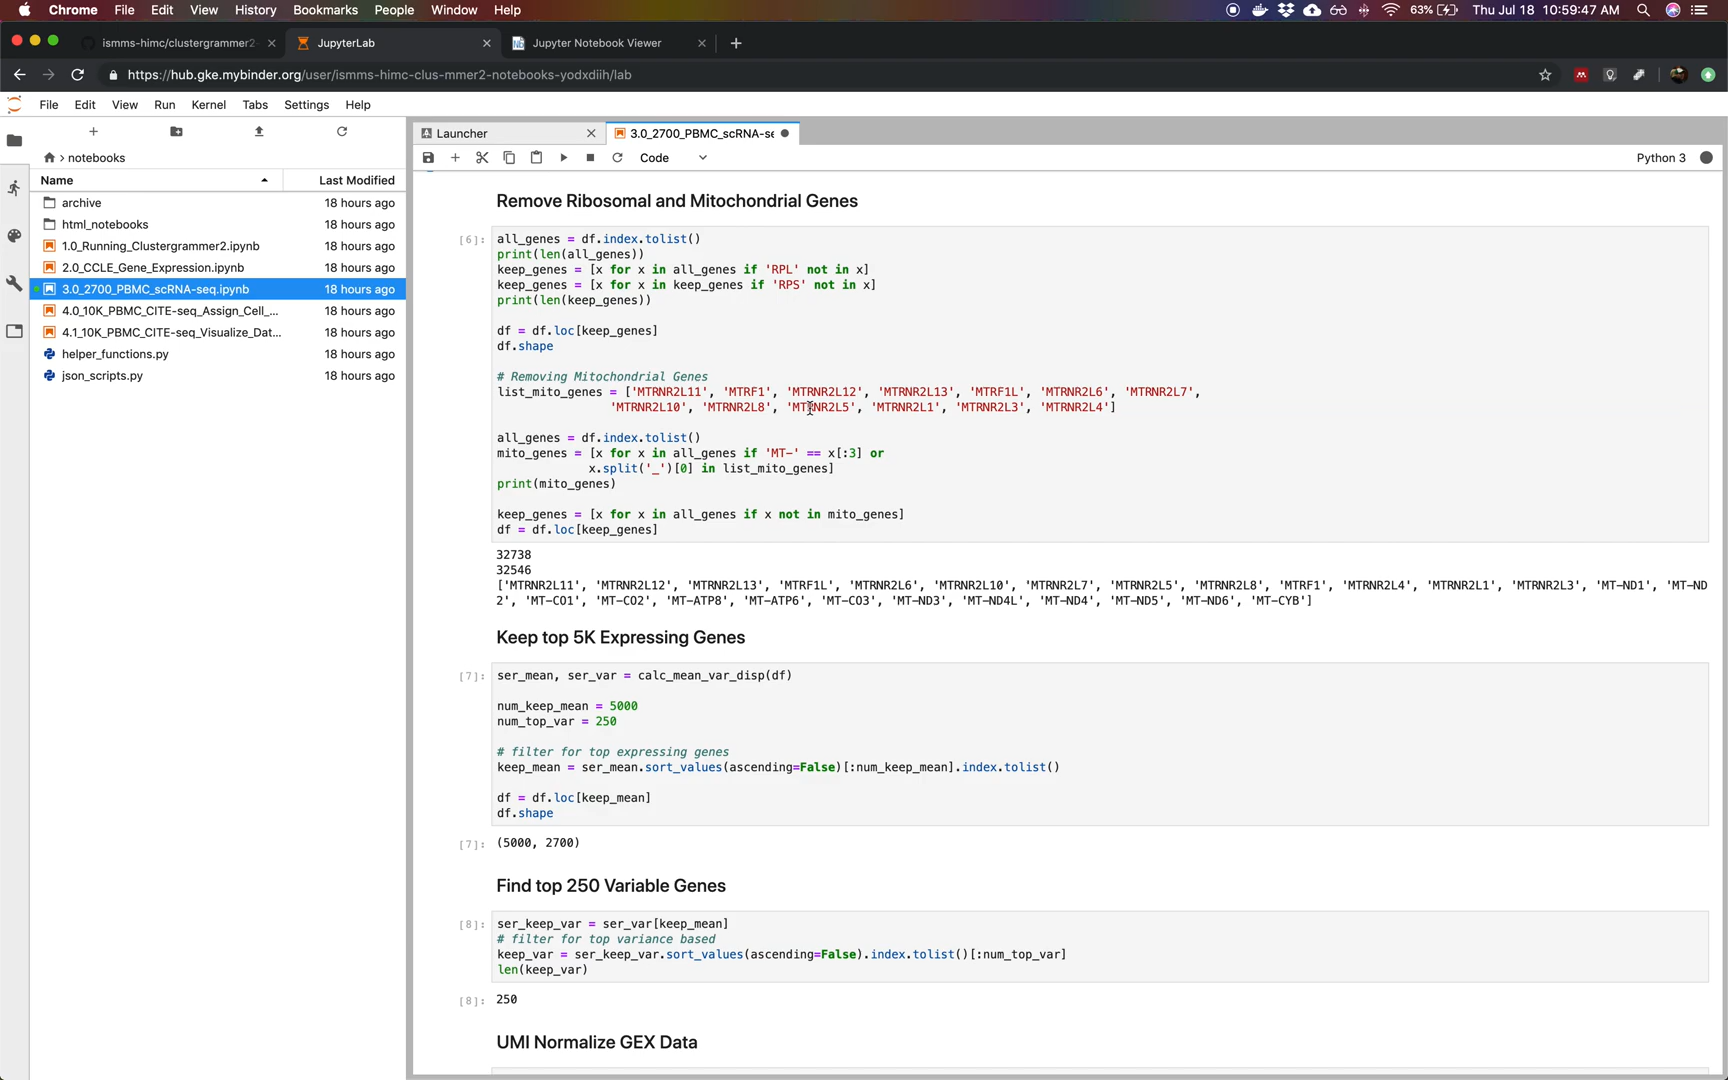 Chrome File Edit View History Bookmarks People Window Help 63% Thu Jul 18 10:59:47 AM
ismms-himc/clustergrammer2- JupyterLab Jupyter Notebook Viewer
https://hub.gke.mybinder.org/user/ismms-himc-clus-mmer2-notebooks-yodxdiih/lab
File Edit View Run Kernel Tabs Settings Help
Launcher 3.0_2700_PBMC_scRNA-se
> notebooks
Code Python 3
Name Last Modified
archive 18 hours ago
html_notebooks 18 hours ago
1.0_Running_Clustergrammer2.ipynb 18 hours ago
2.0_CCLE_Gene_Expression.ipynb 18 hours ago
3.0_2700_PBMC_scRNA-seq.ipynb 18 hours ago
4.0_10K_PBMC_CITE-seq_Assign_Cell_... 18 hours ago
4.1_10K_PBMC_CITE-seq_Visualize_Dat... 18 hours ago
helper_functions.py 18 hours ago
json_scripts.py 18 hours ago
Remove Ribosomal and Mitochondrial Genes
[6]: all_genes = df.index.tolist()
print(len(all_genes))
keep_genes = [x for x in all_genes if 'RPL' not in x]
keep_genes = [x for x in keep_genes if 'RPS' not in x]
print(len(keep_genes))
df = df.loc[keep_genes]
df.shape
# Removing Mitochondrial Genes
list_mito_genes = ['MTRNR2L11', 'MTRF1', 'MTRNR2L12', 'MTRNR2L13', 'MTRF1L', 'MTRNR2L6', 'MTRNR2L7',
'MTRNR2L10', 'MTRNR2L8', 'MTRNR2L5', 'MTRNR2L1', 'MTRNR2L3', 'MTRNR2L4']
all_genes = df.index.tolist()
mito_genes = [x for x in all_genes if 'MT-' == x[:3] or
x.split('_')[0] in list_mito_genes]
print(mito_genes)
keep_genes = [x for x in all_genes if x not in mito_genes]
df = df.loc[keep_genes]
32738
32546
['MTRNR2L11', 'MTRNR2L12', 'MTRNR2L13', 'MTRF1L', 'MTRNR2L6', 'MTRNR2L10', 'MTRNR2L7', 'MTRNR2L5', 'MTRNR2L8', 'MTRF1', 'MTRNR2L4', 'MTRNR2L1', 'MTRNR2L3', 'MT-ND1', 'MT-ND
2', 'MT-CO1', 'MT-CO2', 'MT-ATP8', 'MT-ATP6', 'MT-CO3', 'MT-ND3', 'MT-ND4L', 'MT-ND4', 'MT-ND5', 'MT-ND6', 'MT-CYB']
Keep top 5K Expressing Genes
[7]: ser_mean, ser_var = calc_mean_var_disp(df)
num_keep_mean = 5000
num_top_var = 250
# filter for top expressing genes
keep_mean = ser_mean.sort_values(ascending=False)[:num_keep_mean].index.tolist()
df = df.loc[keep_mean]
df.shape
[7]: (5000, 2700)
Find top 250 Variable Genes
[8]: ser_keep_var = ser_var[keep_mean]
# filter for top variance based
keep_var = ser_keep_var.sort_values(ascending=False).index.tolist()[:num_top_var]
len(keep_var)
[8]: 250
UMI Normalize GEX Data